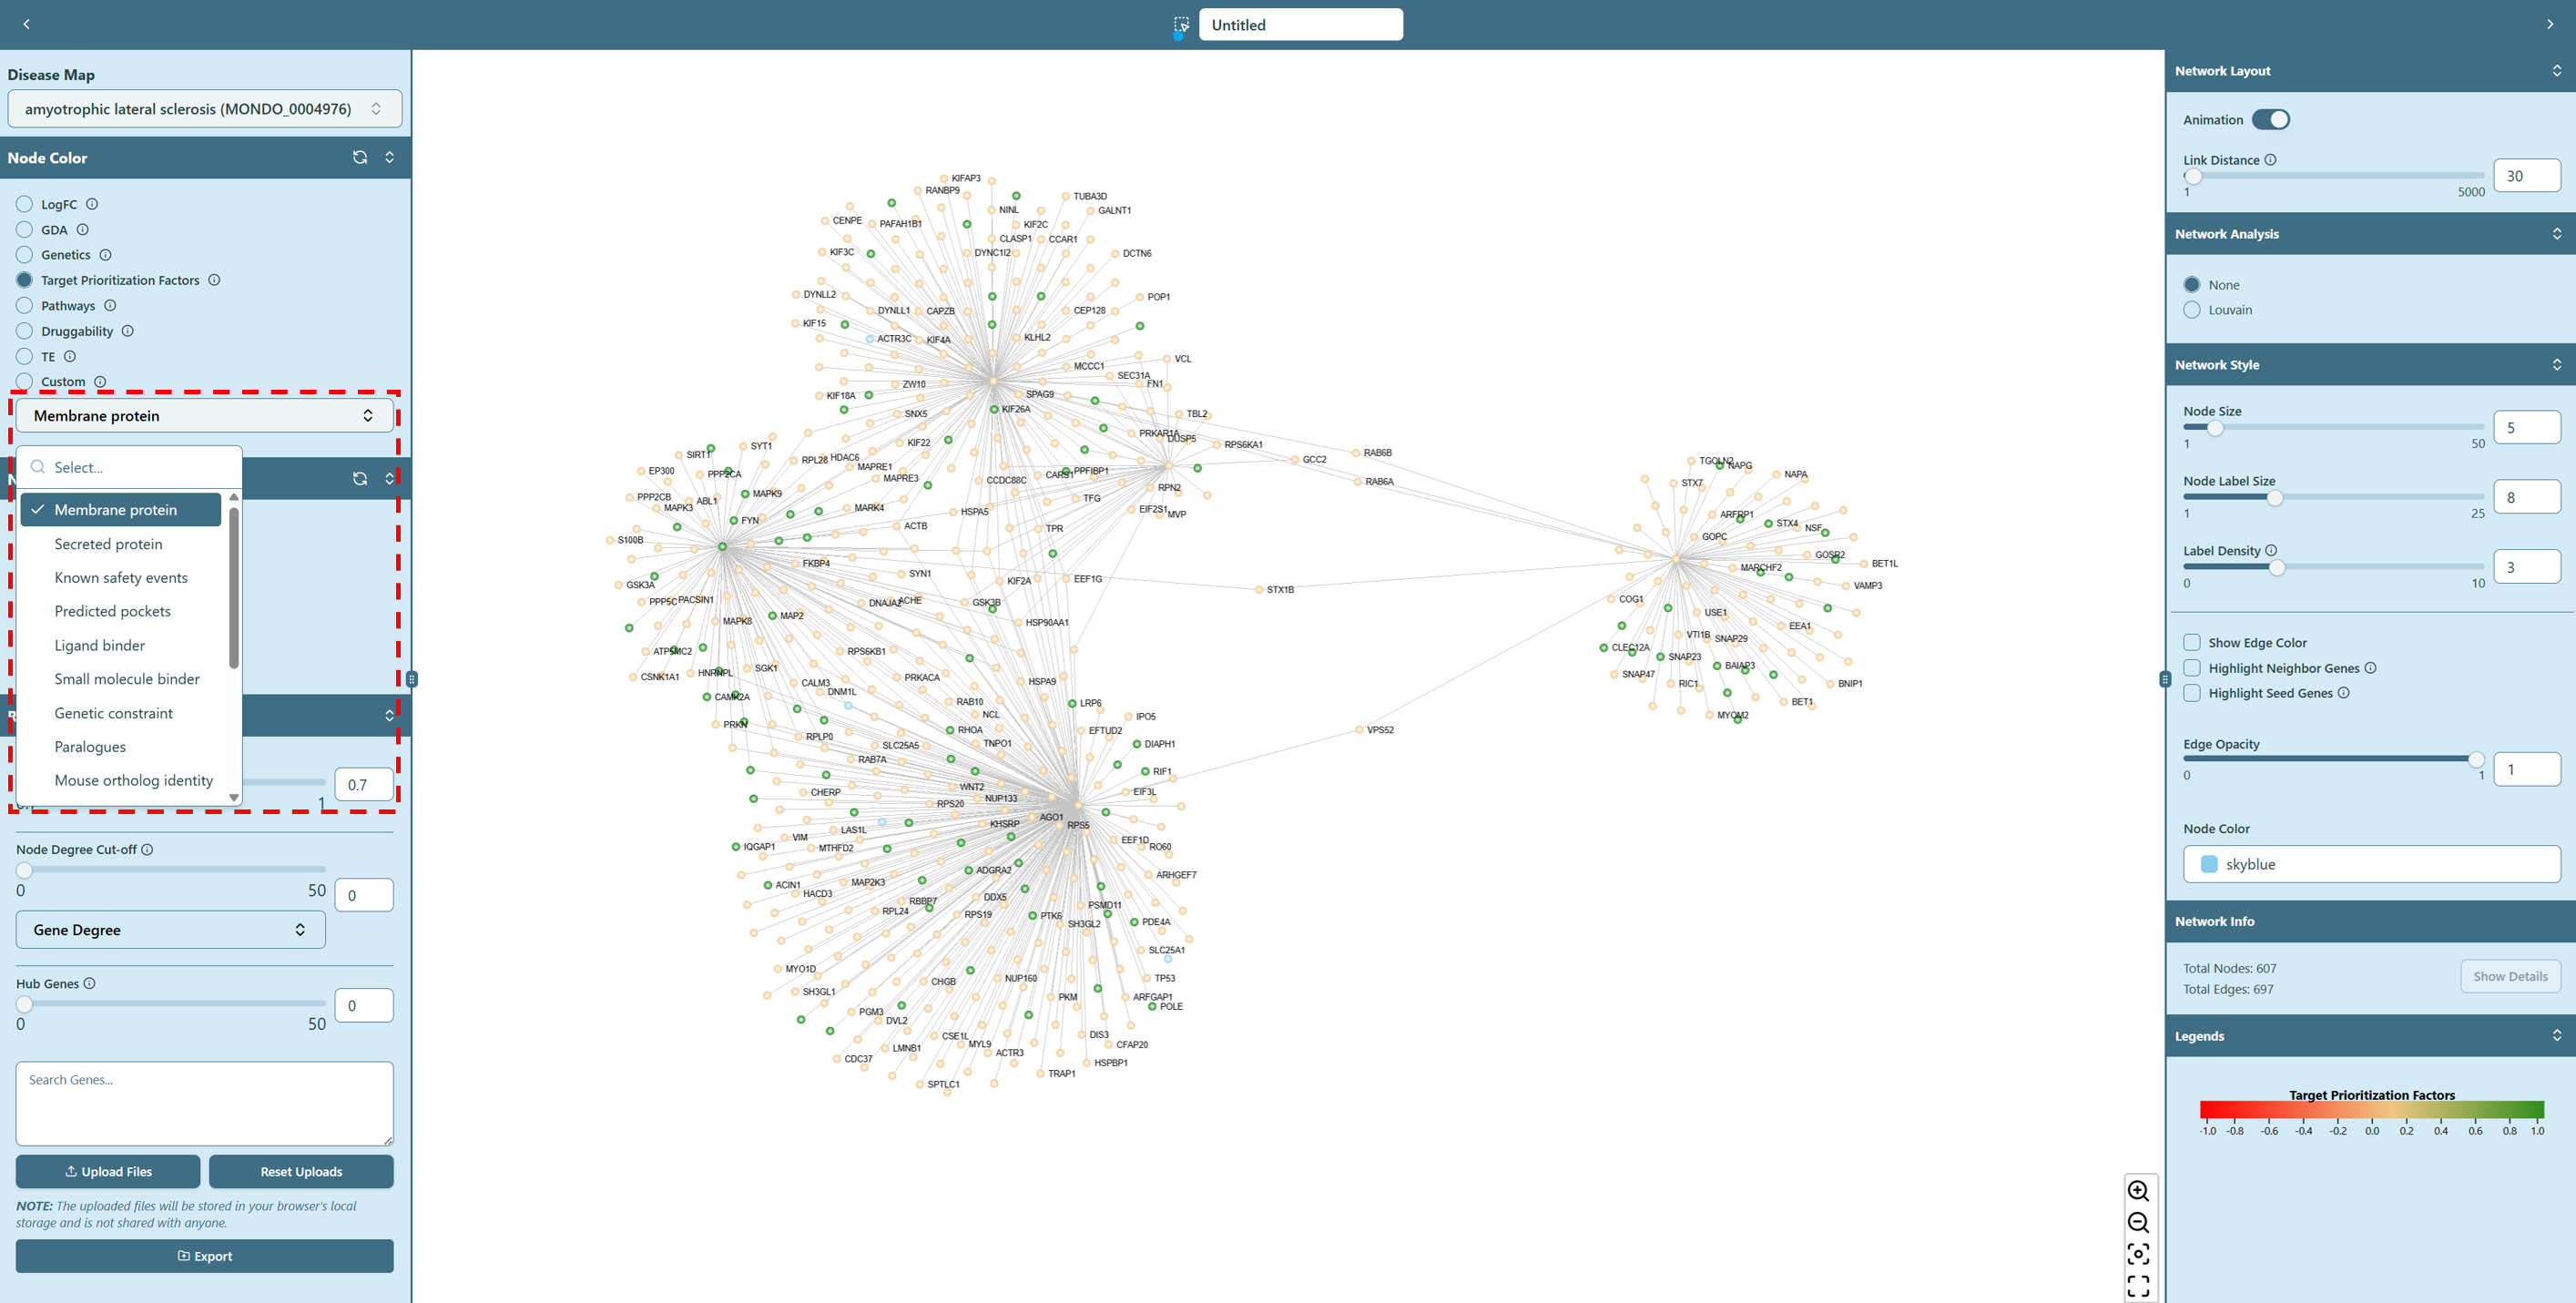 Untitled
Disease Map
amyotrophic lateral sclerosis (MONDO_0004976)
Node Color
LogFC
GDA
Genetics
Target Prioritization Factors
Pathways
Druggability
TE
Custom
Membrane protein
Select...
Membrane protein
Secreted protein
Known safety events
Predicted pockets
Ligand binder
Small molecule binder
Genetic constraint
Paralogues
Mouse ortholog identity
1
0.7
Node Degree Cut-off
0
50
0
Gene Degree
Hub Genes
0
50
0
Search Genes...
Upload Files
Reset Uploads
NOTE: The uploaded files will be stored in your browser's local
storage and is not shared with anyone.
Export
KIFAP3
RANBP9
TUBA3D
NINL
GALNT1
CENPE
PAFAH1B1
KIF2C
CLASP1
CCAR1
KIF3C
DYNC1I2
DCTN6
DYNLL2
POP1
DYNLL1
CAPZB
CEP128
KIF15
ACTR3C
KIF4A
KLHL2
VCL
MCCC1
SEC31A
FN1
ZW10
KIF18A
SPAG9
SNX5
KIF26A
TBL2
PRKAR1A
DUSP5
RPS6KA1
KIF22
SYT1
SIRT1
RPL28
HDAC6
MAPRE1
GCC2
RAB6B
EP300
PPP2CA
MAPRE3
CCDC88C
CARS1
PPFIBP1
RAB6A
RPN2
PPP2CB
ABL1
MAPK9
TFG
MAPK3
MARK4
HSPA5
EIF2S1
MVP
FYN
ACTB
TPR
S100B
FKBP4
SYN1
KIF2A
EEF1G
GSK3A
STX1B
PPP5C
PACSIN1
DNAJA2
ACHE
GSK3B
MAPK8
MAP2
HSP90AA1
ATP5MC2
RPS6KB1
CSNK1A1
HNRNPL
SGK1
PRKACA
HSPA9
CALM3
DNM1L
CAMK2A
RAB10
LRP6
NCL
IPO5
PRKN
RHOA
EFTUD2
VPS52
RPLP0
SLC25A5
TNPO1
DIAPH1
RAB7A
RIF1
WNT2
CHERP
NUP133
EIF3L
RPS20
AGO1
KHSRP
RPS5
LAS1L
VIM
IQGAP1
MTHFD2
EEF1D
RO60
ADGRA2
ARHGEF7
ACIN1
MAP2K3
HACD3
RBBP7
DDX5
PSMD11
RPL24
RPS19
PTK6
SH3GL2
PDE4A
SLC25A1
MYO1D
CHGB
NUP160
TP53
SH3GL1
PKM
ARFGAP1
POLE
PGM3
DVL2
CSE1L
DIS3
LMNB1
MYL9
CFAP20
CDC37
ACTR3
HSPBP1
TRAP1
SPTLC1
TGOLN2
NAPG
STX7
NAPA
ARFRP1
STX4
NSF
GOPC
GOSR2
BET1L
MARCHF2
VAMP3
COG1
USE1
EEA1
VTI1B
SNAP29
CLEC12A
SNAP23
BAIAP3
SNAP47
RIC1
BNIP1
BET1
MYOM2
Network Layout
Animation
Link Distance
1
5000
30
Network Analysis
None
Louvain
Network Style
Node Size
1
50
5
Node Label Size
1
25
8
Label Density
0
10
3
Show Edge Color
Highlight Neighbor Genes
Highlight Seed Genes
Edge Opacity
0
1
1
Node Color
skyblue
Network Info
Total Nodes: 607
Total Edges: 697
Show Details
Legends
Target Prioritization Factors
-1.0 -0.8 -0.6 -0.4 -0.2 0.0 0.2 0.4 0.6 0.8 1.0